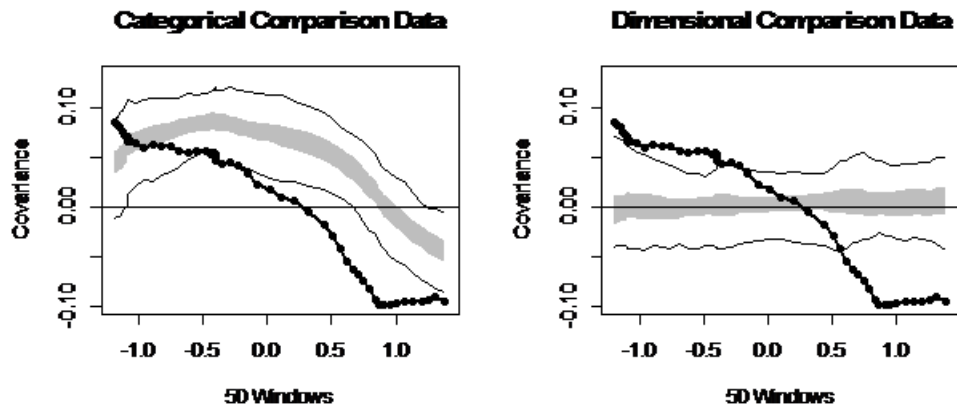 Categorical Comparison Data
Covariance
0.10
0.00
-0.10
-1.0 -0.5 0.0 0.5 1.0
50 Windows
Dimensional Comparison Data
Covariance
0.10
0.00
-0.10
-1.0 -0.5 0.0 0.5 1.0
50 Windows